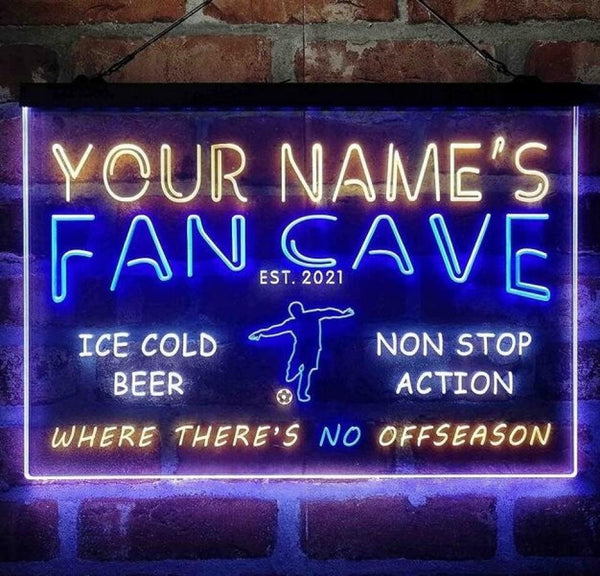 YOUR NAME'S
FAN CAVE
EST. 2021
ICE COLD
BEER
NON STOP
ACTION
WHERE THERE'S NO OFFSEASON